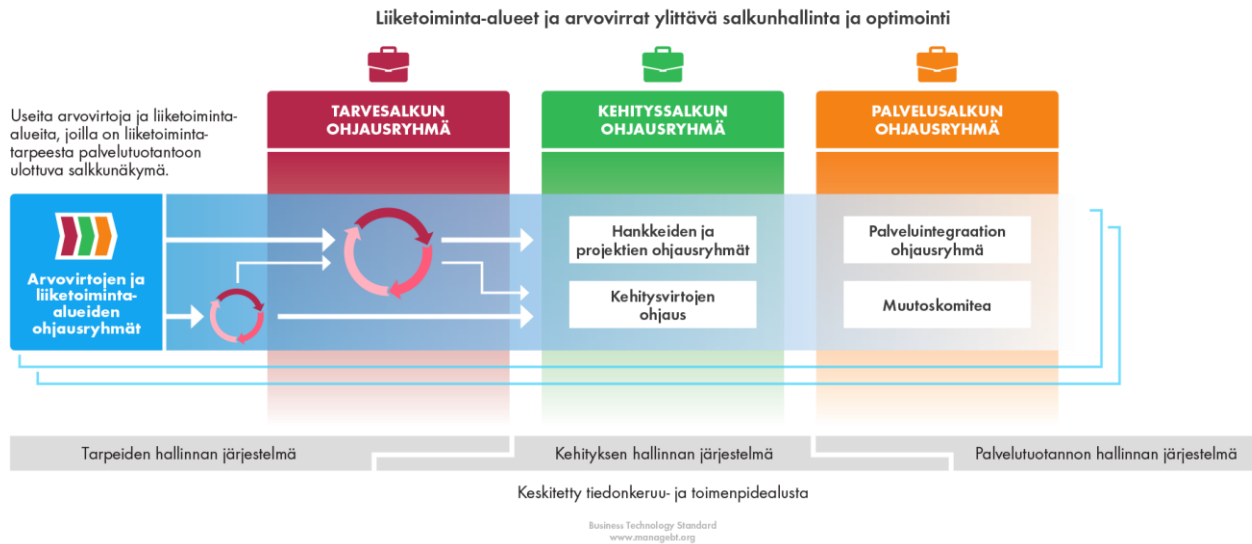 Liiketoiminta-alueet ja arvovirrat ylittävä salkunhallinta ja optimointi
Useita arvovirtoja ja liiketoiminta-
alueita, joilla on liiketoiminta-
tarpeesta palvelutuotantoon
ulottuva salkkunäkymä.
TARVESALKUN
OHJAUSRYHMÄ
KEHITYSSALKUN
OHJAUSRYHMÄ
PALVELUSALKUN
OHJAUSRYHMÄ
Arvovirtojen ja
liiketoiminta-
alueiden
ohjausryhmät
Hankkeiden ja
projektien ohjausryhmät
Kehitysvirtojen
ohjaus
Palveluintegraation
ohjausryhmä
Muutoskomitea
Tarpeiden hallinnan järjestelmä
Kehityksen hallinnan järjestelmä
Palvelutuotannon hallinnan järjestelmä
Keskitetty tiedonkeruu- ja toimenpidealusta
Business Technology Standard
www.managebt.org